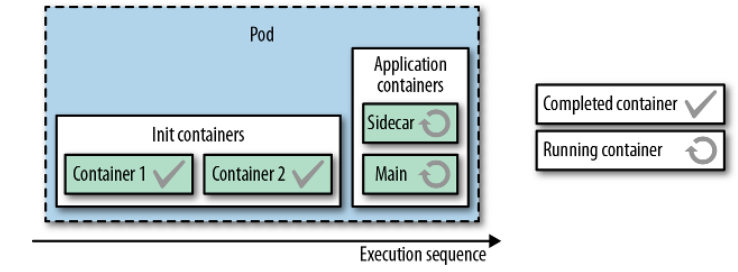 Pod
Application
containers
Sidecar
Main
Init containers
Container 1
Container 2
Completed container
Running container
Execution sequence